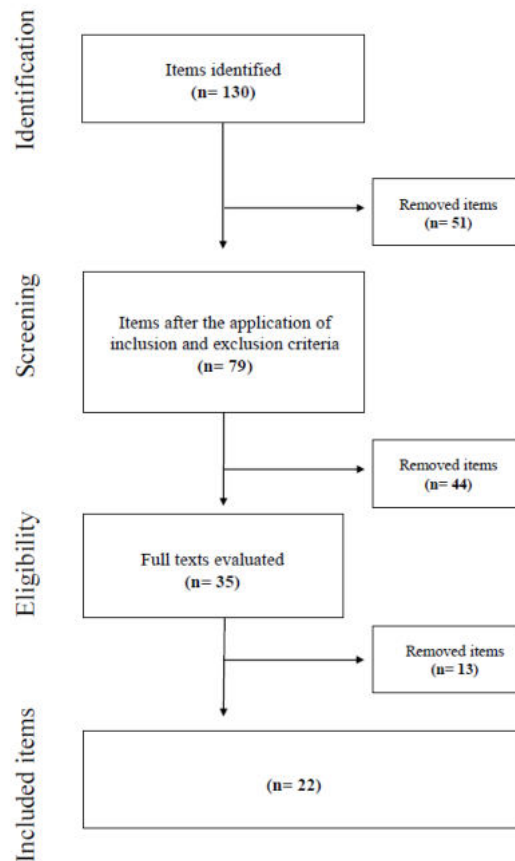 Identification
Items identified
(n= 130)
Removed items
(n= 51)
Screening
Items after the application of
inclusion and exclusion criteria
(n= 79)
Removed items
(n= 44)
Eligibility
Full texts evaluated
(n= 35)
Removed items
(n= 13)
Included items
(n= 22)